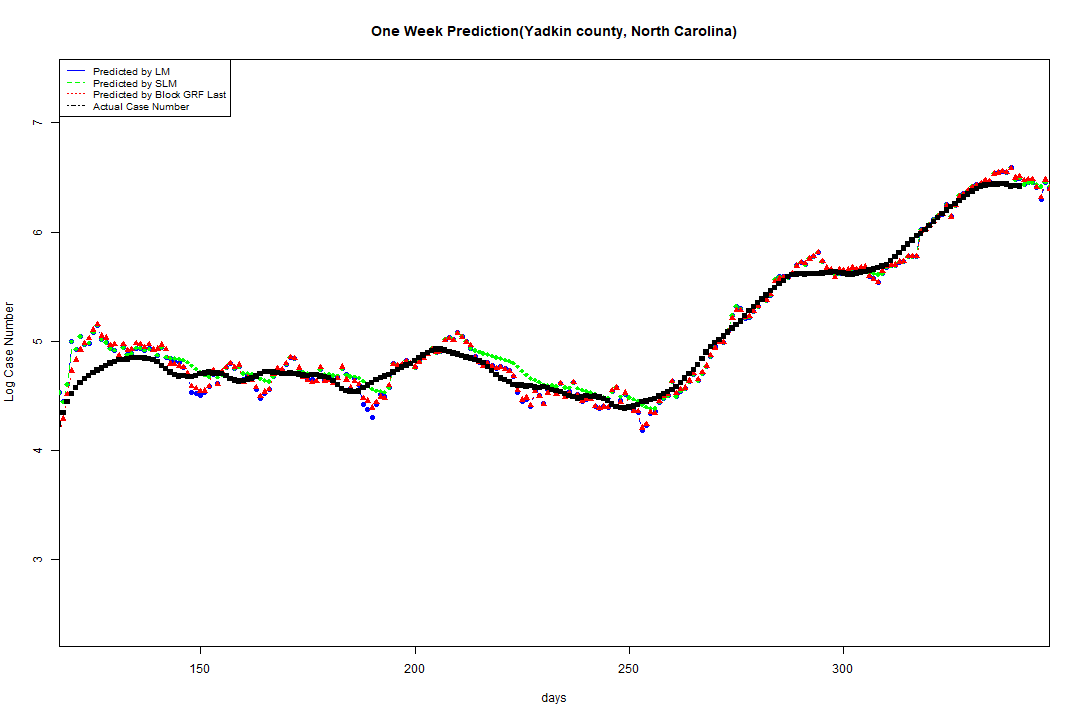 One Week Prediction(Yadkin county, North Carolina)
Predicted by LM
Predicted by SLM
Predicted by Block GRF Last
Actual Case Number
7
6
5
4
3
Log Case Number
150 200 250 300
days